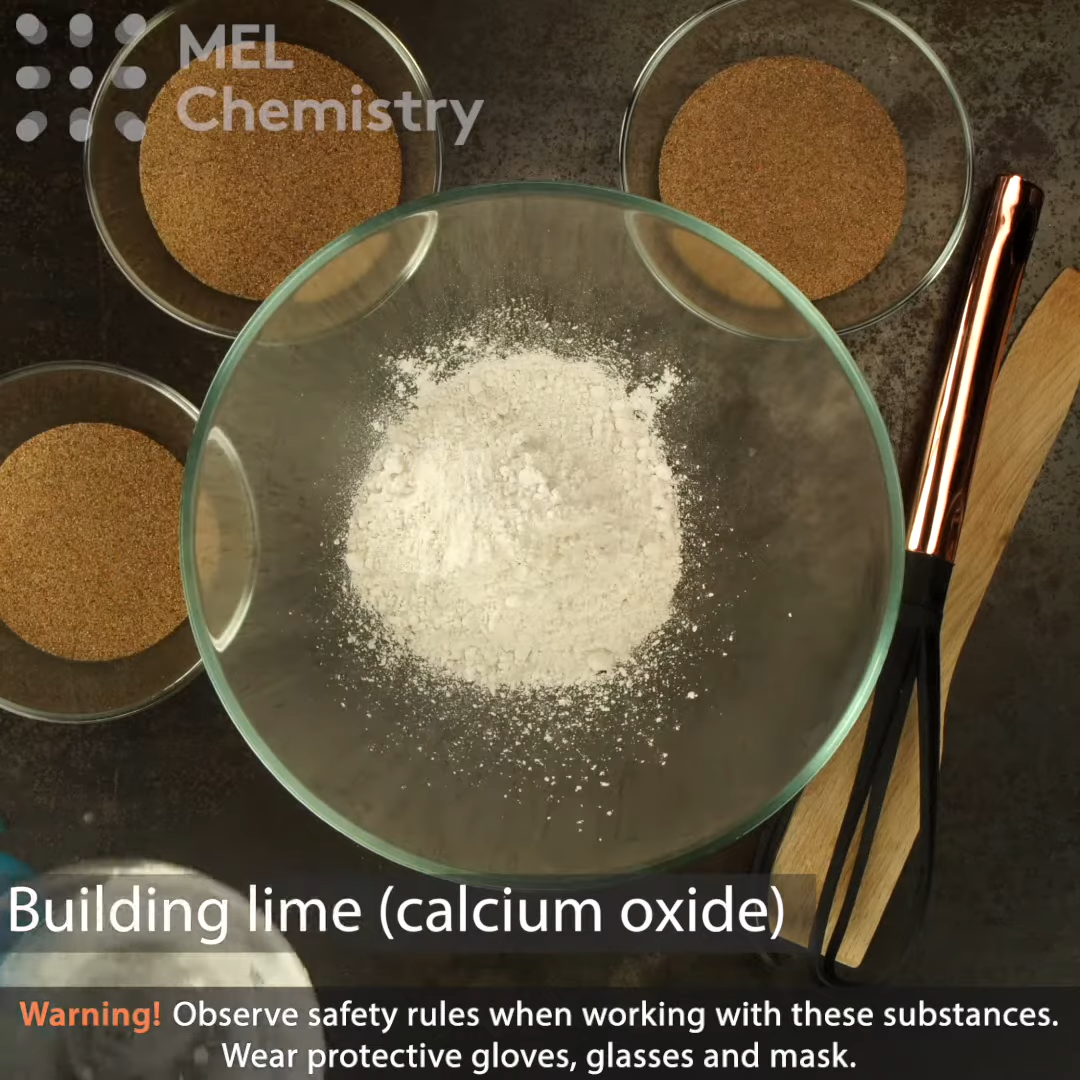 MEL
Chemistry
Building lime (calcium oxide)
Warning! Observe safety rules when working with these substances.
Wear protective gloves, glasses and mask.